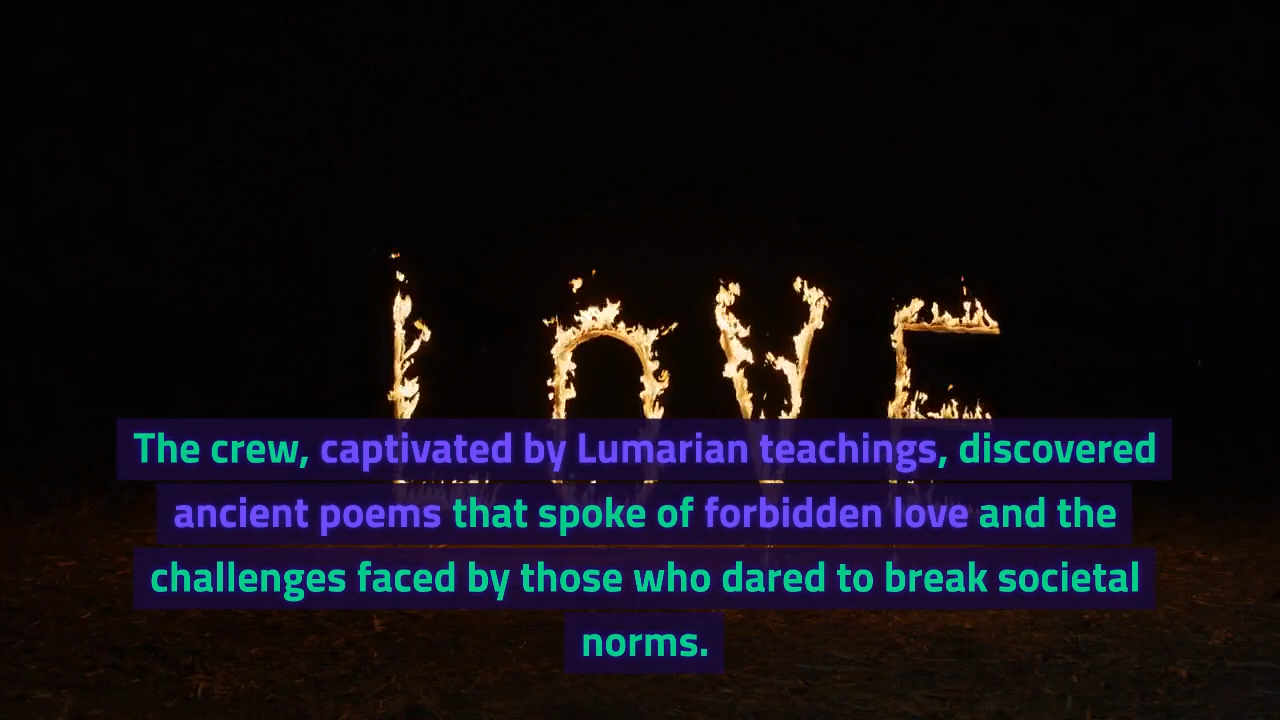 LOVE
The crew, captivated by Lumarian teachings, discovered
ancient poems that spoke of forbidden love and the
challenges faced by those who dared to break societal
norms.